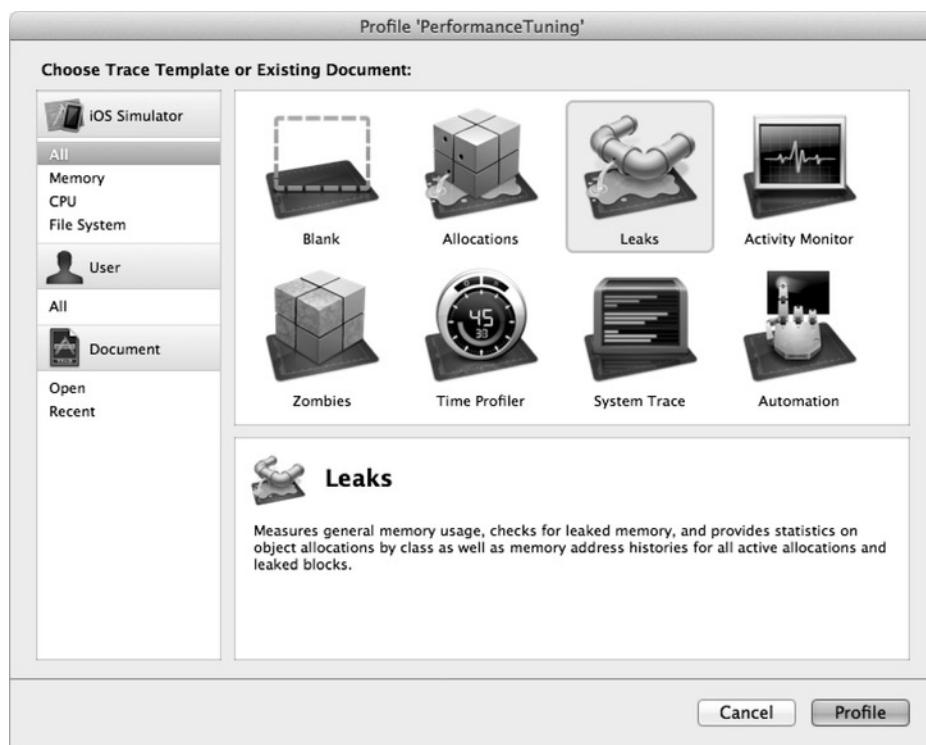 Profile 'PerformanceTuning'
Choose Trace Template or Existing Document:
iOS Simulator
All
Memory
CPU
File System
User
All
Document
Open
Recent
Blank
Allocations
Leaks
Activity Monitor
45
Zombies
Time Profiler
System Trace
Automation
Leaks
Measures general memory usage, checks for leaked memory, and provides statistics on
object allocations by class as well as memory address histories for all active allocations and
leaked blocks.
Cancel
Profile